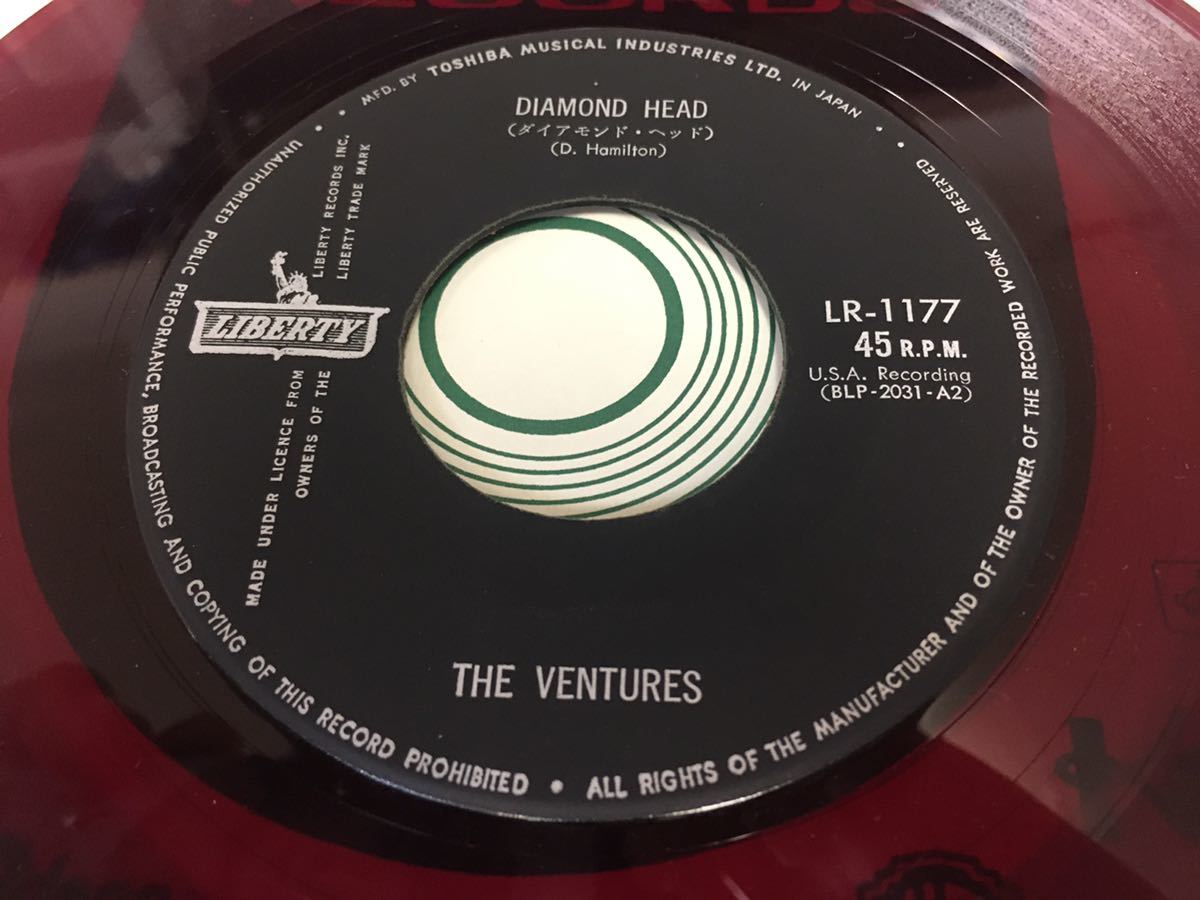 RECORDS
• MFD. BY TOSHIBA MUSICAL INDUSTRIES LTD. IN JAPAN •
DIAMOND HEAD
(ダイアモンド・ヘッド)
(D. Hamilton)
LIBERTY
LIBERTY RECORDS INC.
LIBERTY TRADE MARK
MADE UNDER LICENCE FROM
OWNERS OF THE
LR-1177
45 R.P.M.
U.S.A. Recording
(BLP-2031-A2)
THE VENTURES
• UNAUTHORIZED PUBLIC PERFORMANCE, BROADCASTING AND COPYING OF THIS RECORD PROHIBITED • ALL RIGHTS OF THE MANUFACTURER AND OF THE OWNER OF THE RECORDED WORK ARE RESERVED •